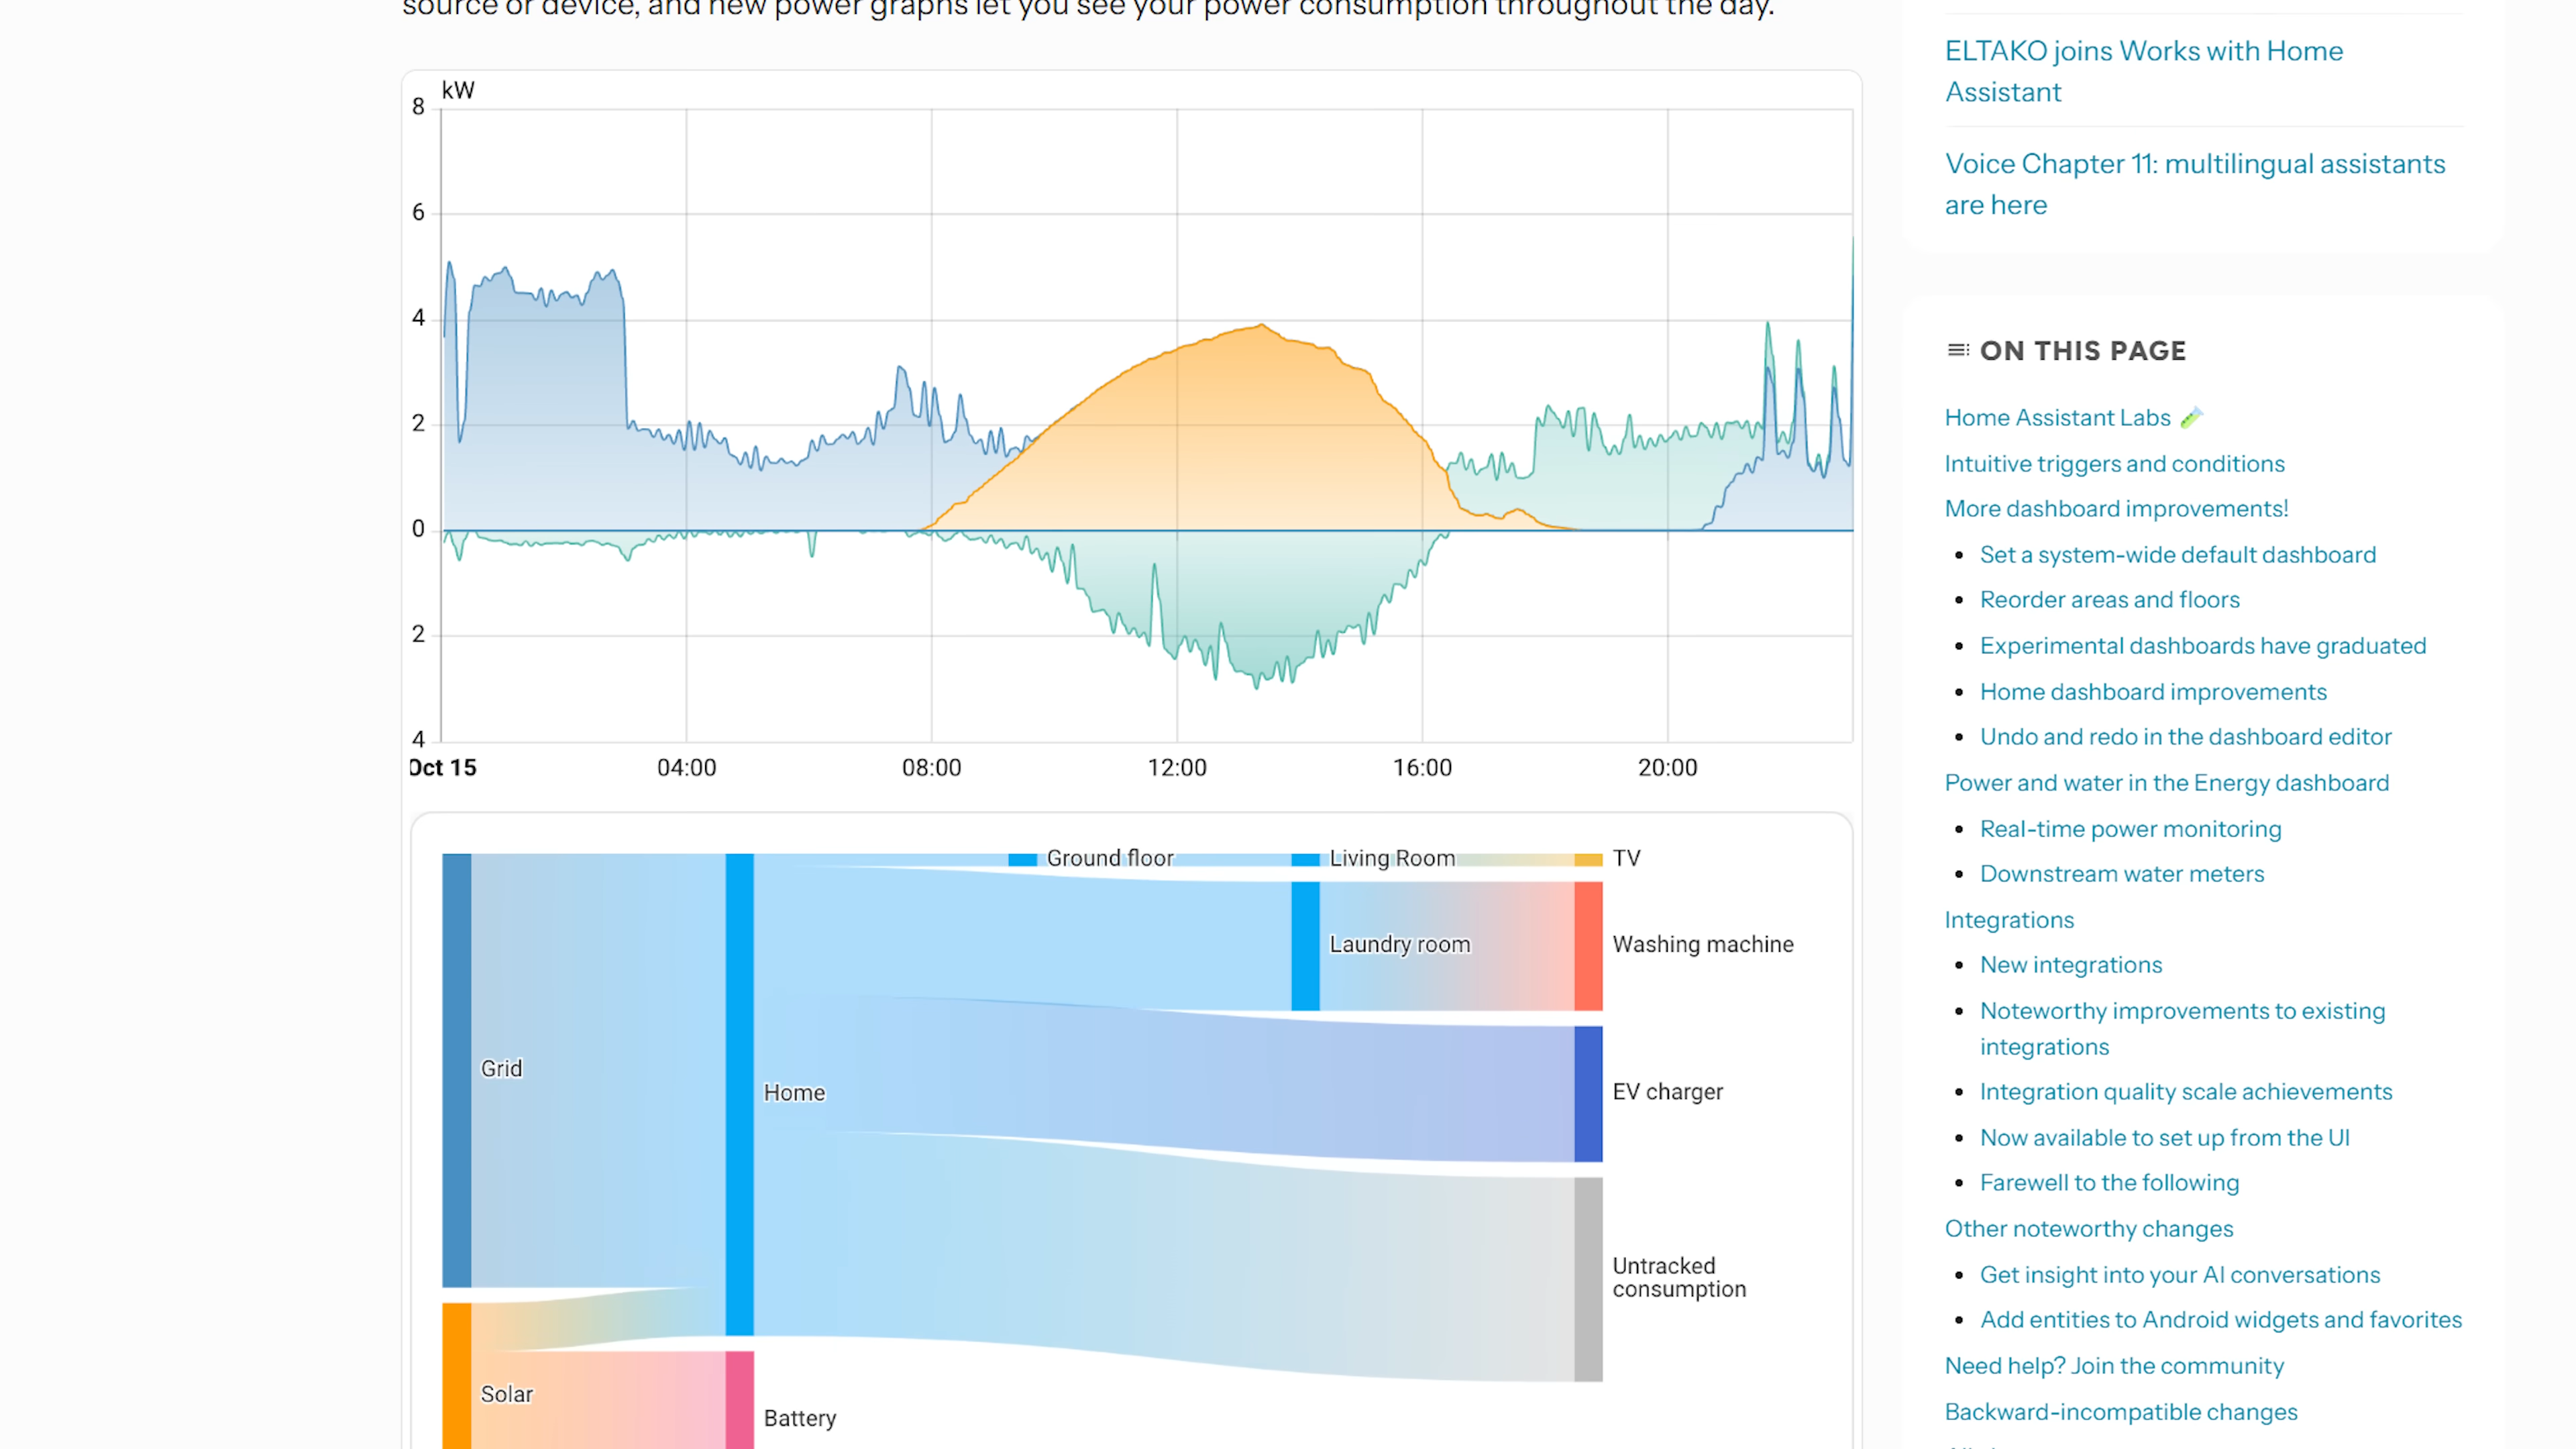 source or device, and new power graphs let you see your power consumption throughout the day.
kW
8
6
4
2
0
2
4
Oct 15
04:00
08:00
12:00
16:00
20:00
Ground floor
Living Room
TV
Laundry room
Washing machine
Grid
Home
EV charger
Untracked
consumption
Solar
Battery
ELTAKO joins Works with Home
Assistant
Voice Chapter 11: multilingual assistants
are here
ON THIS PAGE
Home Assistant Labs
Intuitive triggers and conditions
More dashboard improvements!
• Set a system-wide default dashboard
• Reorder areas and floors
• Experimental dashboards have graduated
• Home dashboard improvements
• Undo and redo in the dashboard editor
Power and water in the Energy dashboard
• Real-time power monitoring
• Downstream water meters
Integrations
• New integrations
• Noteworthy improvements to existing
integrations
• Integration quality scale achievements
• Now available to set up from the UI
• Farewell to the following
Other noteworthy changes
• Get insight into your AI conversations
• Add entities to Android widgets and favorites
Need help? Join the community
Backward-incompatible changes